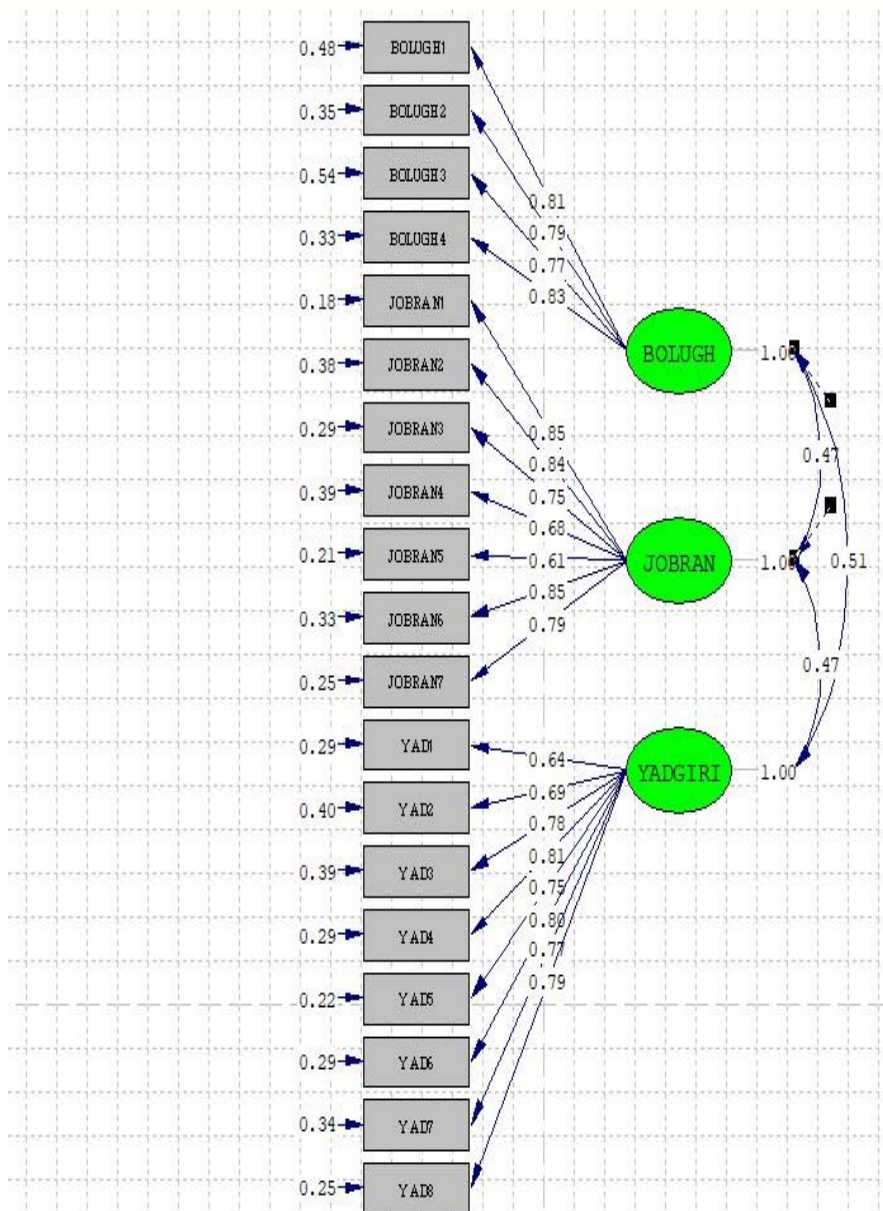 0.48 BOLUGH1
0.35 BOLUGH2
0.54 BOLUGH3
0.81
0.79
0.77
0.33 BOLUGH4
0.83
0.18 JOBRAN1
BOLUGH 1.00
0.38 JOBRAN2
0.29 JOBRAN3
0.85
0.47
0.84
0.39 JOBRAN4
0.75
0.68
0.21 JOBRAN5
0.61
JOBRAN 1.00
0.51
0.85
0.33 JOBRAN6
0.79
0.47
0.25 JOBRAN7
0.29 YAD1
0.64
YADGIRI 1.00
0.69
0.40 YAD2
0.78
0.81
0.39 YAD3
0.75
0.80
0.29 YAD4
0.77
0.79
0.22 YAD5
0.29 YAD6
0.34 YAD7
0.25 YAD8